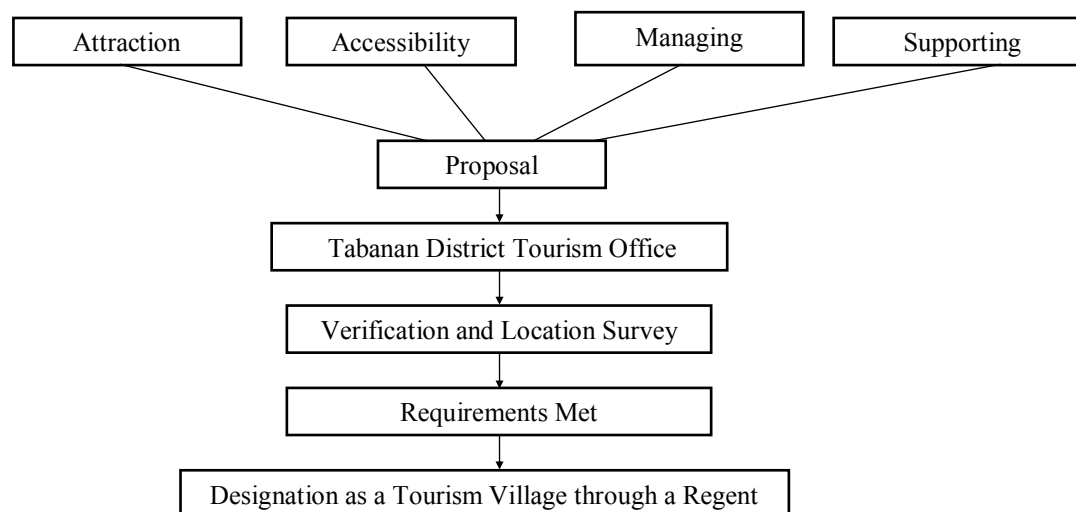 Attraction
Accessibility
Managing
Supporting
Proposal
Tabanan District Tourism Office
Verification and Location Survey
Requirements Met
Designation as a Tourism Village through a Regent